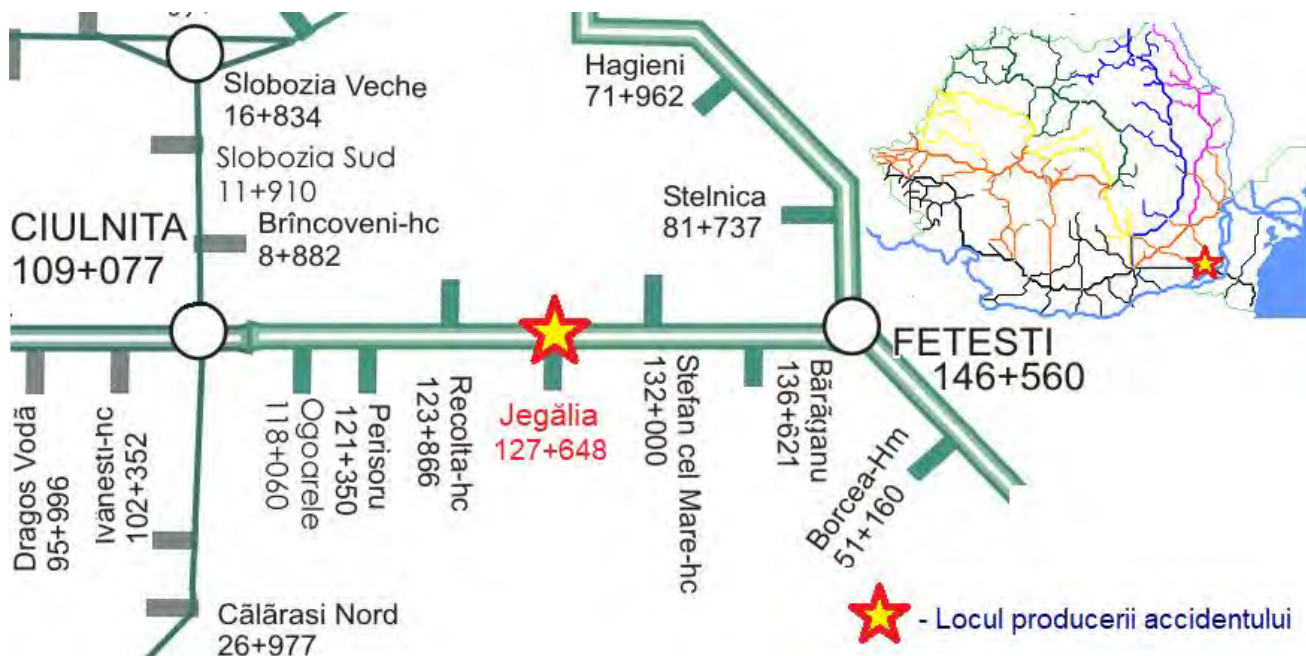 Slobozia Veche
16+834
Slobozia Sud
11+910
Brîncoveni-hc
8+882
CIULNITA
109+077
Hagieni
71+962
Stelnica
81+737
FETESTI
146+560
Dragos Vodă
95+996
Ivanesti-hc
102+352
Ogoarele
118+060
Perisoru
121+350
Recolta-hc
123+866
Jegălia
127+648
Stefan cel Mare-hc
132+000
Bărăganu
136+621
Borcea-Hm
51+160
Călărasi Nord
26+977
- Locul producerii accidentului